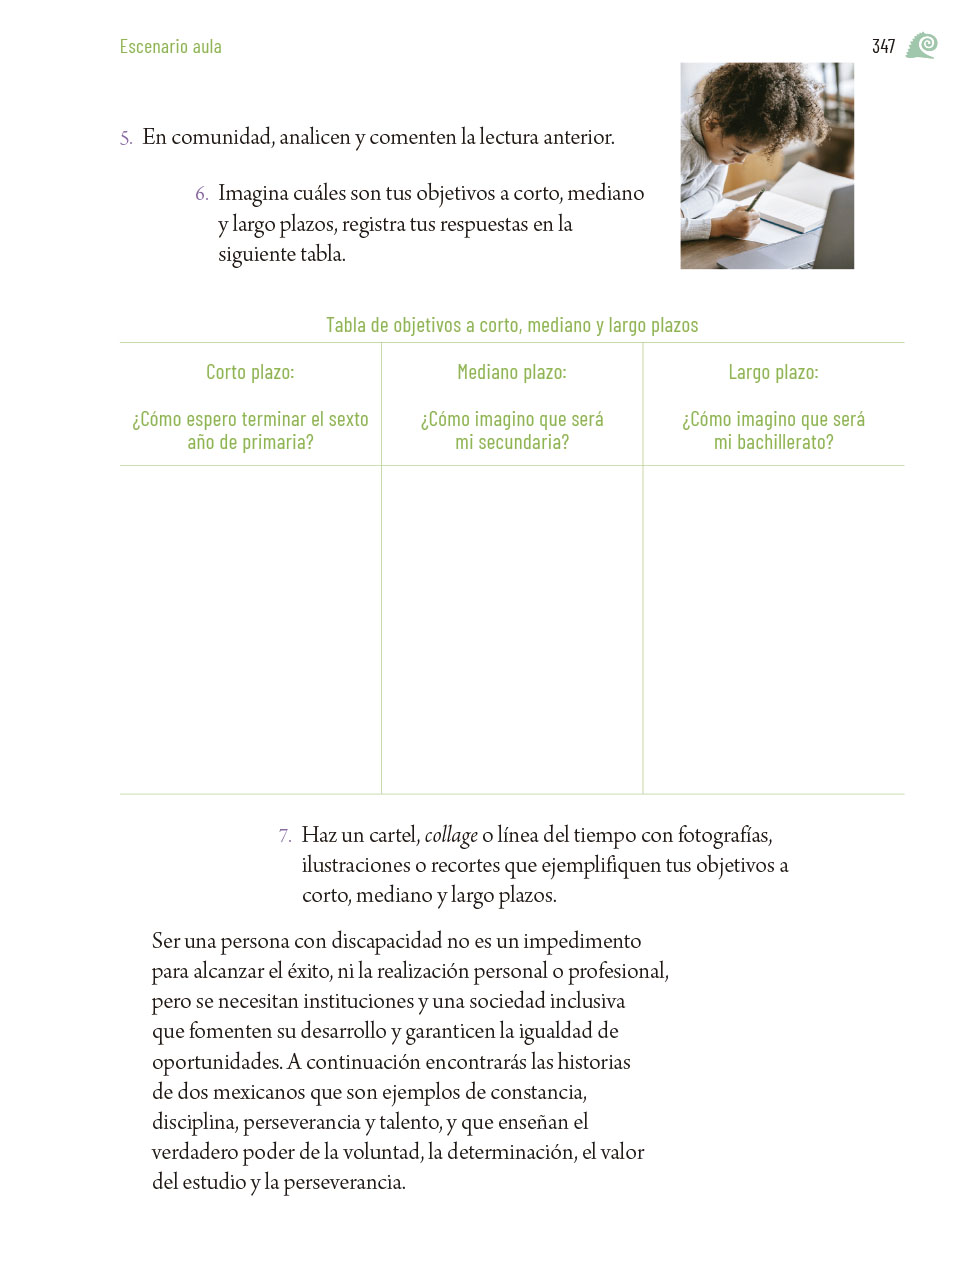 Escenario aula
347
5. En comunidad, analicen y comenten la lectura anterior.
6. Imagina cuáles son tus objetivos a corto, mediano
y largo plazos, registra tus respuestas en la
siguiente tabla.
Tabla de objetivos a corto, mediano y largo plazos
Corto plazo:
¿Cómo espero terminar el sexto
año de primaria?
Mediano plazo:
¿Cómo imagino que será
mi secundaria?
Largo plazo:
¿Cómo imagino que será
mi bachillerato?
7. Haz un cartel, collage o línea del tiempo con fotografías,
ilustraciones o recortes que ejemplifiquen tus objetivos a
corto, mediano y largo plazos.
Ser una persona con discapacidad no es un impedimento
para alcanzar el éxito, ni la realización personal o profesional,
pero se necesitan instituciones y una sociedad inclusiva
que fomenten su desarrollo y garanticen la igualdad de
oportunidades. A continuación encontrarás las historias
de dos mexicanos que son ejemplos de constancia,
disciplina, perseverancia y talento, y que enseñan el
verdadero poder de la voluntad, la determinación, el valor
del estudio y la perseverancia.